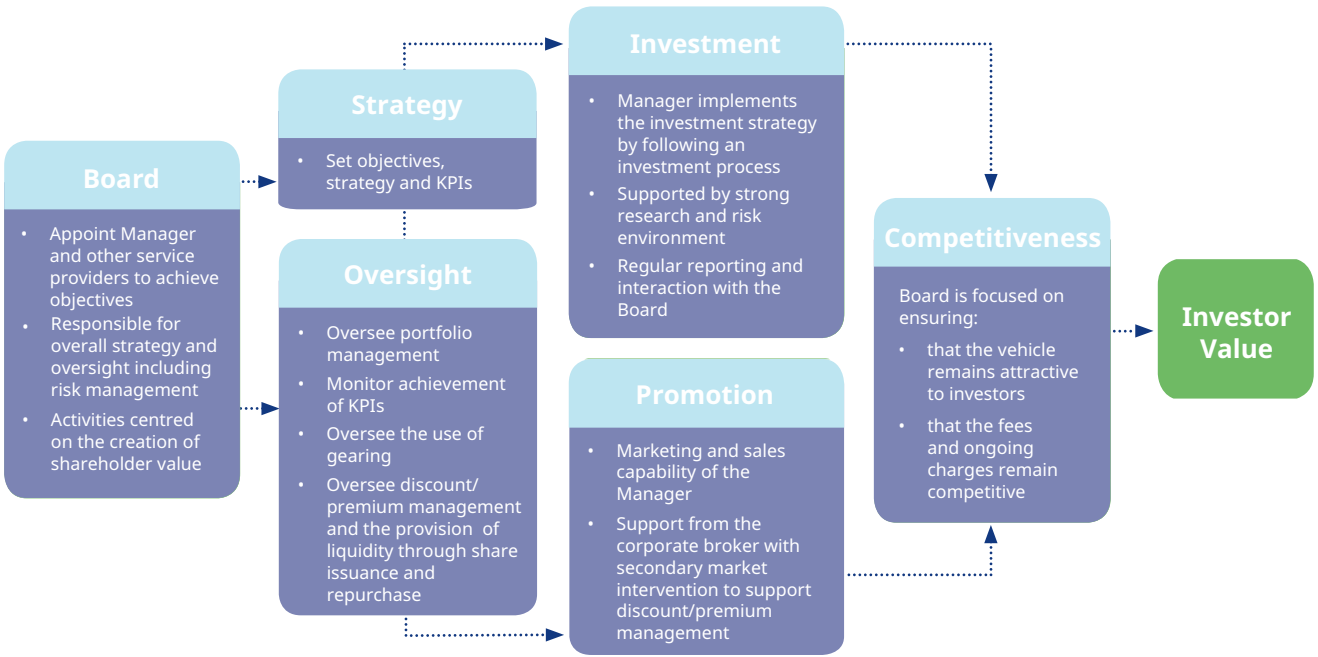 Board
• Appoint Manager
and other service
providers to achieve
objectives
• Responsible for
overall strategy and
oversight including
risk management
• Activities centred
on the creation of
shareholder value
Strategy
• Set objectives,
strategy and KPIs
Oversight
• Oversee portfolio
management
• Monitor achievement
of KPIs
• Oversee the use of
gearing
• Oversee discount/
premium management
and the provision of
liquidity through share
issuance and
repurchase
Investment
• Manager implements
the investment strategy
by following an
investment process
• Supported by strong
research and risk
environment
• Regular reporting and
interaction with the
Board
Promotion
• Marketing and sales
capability of the
Manager
• Support from the
corporate broker with
secondary market
intervention to support
discount/premium
management
Competitiveness
Board is focused on
ensuring:
• that the vehicle
remains attractive
to investors
• that the fees
and ongoing
charges remain
competitive
Investor
Value